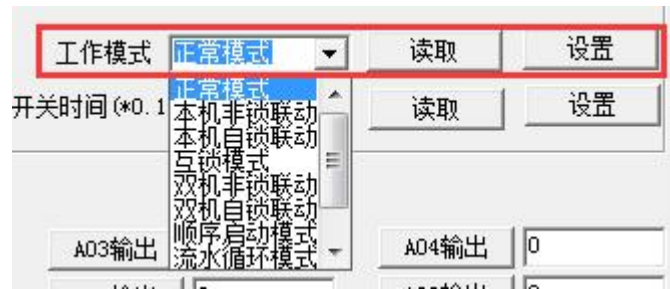 工作模式 正常模式 读取 设置
正常模式
开关时间(*0.1 读取 设置
本机非锁联动
本机自锁联动
互锁模式
双机非锁联动
双机自锁联动
顺序启动模式
AO3输出 AO4输出 0
流水循环模式